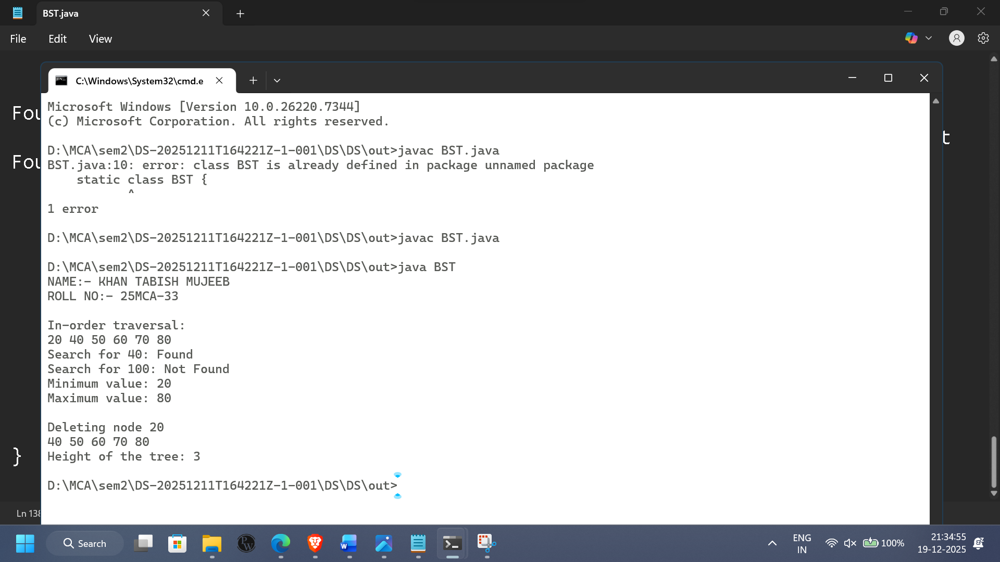 BST.java
File Edit View
C:\Windows\System32\cmd.e
Microsoft Windows [Version 10.0.26220.7344]
(c) Microsoft Corporation. All rights reserved.
D:\MCA\sem2\DS-20251211T164221Z-1-001\DS\DS\out>javac BST.java
BST.java:10: error: class BST is already defined in package unnamed package
    static class BST {
           ^
1 error
D:\MCA\sem2\DS-20251211T164221Z-1-001\DS\DS\out>javac BST.java
D:\MCA\sem2\DS-20251211T164221Z-1-001\DS\DS\out>java BST
NAME:- KHAN TABISH MUJEEB
ROLL NO:- 25MCA-33
In-order traversal:
20 40 50 60 70 80
Search for 40: Found
Search for 100: Not Found
Minimum value: 20
Maximum value: 80
Deleting node 20
40 50 60 70 80
Height of the tree: 3
D:\MCA\sem2\DS-20251211T164221Z-1-001\DS\DS\out>
Fou
t
Fou
}
Ln 138
Search
PW
ENG
IN
100%
21:34:55
19-12-2025